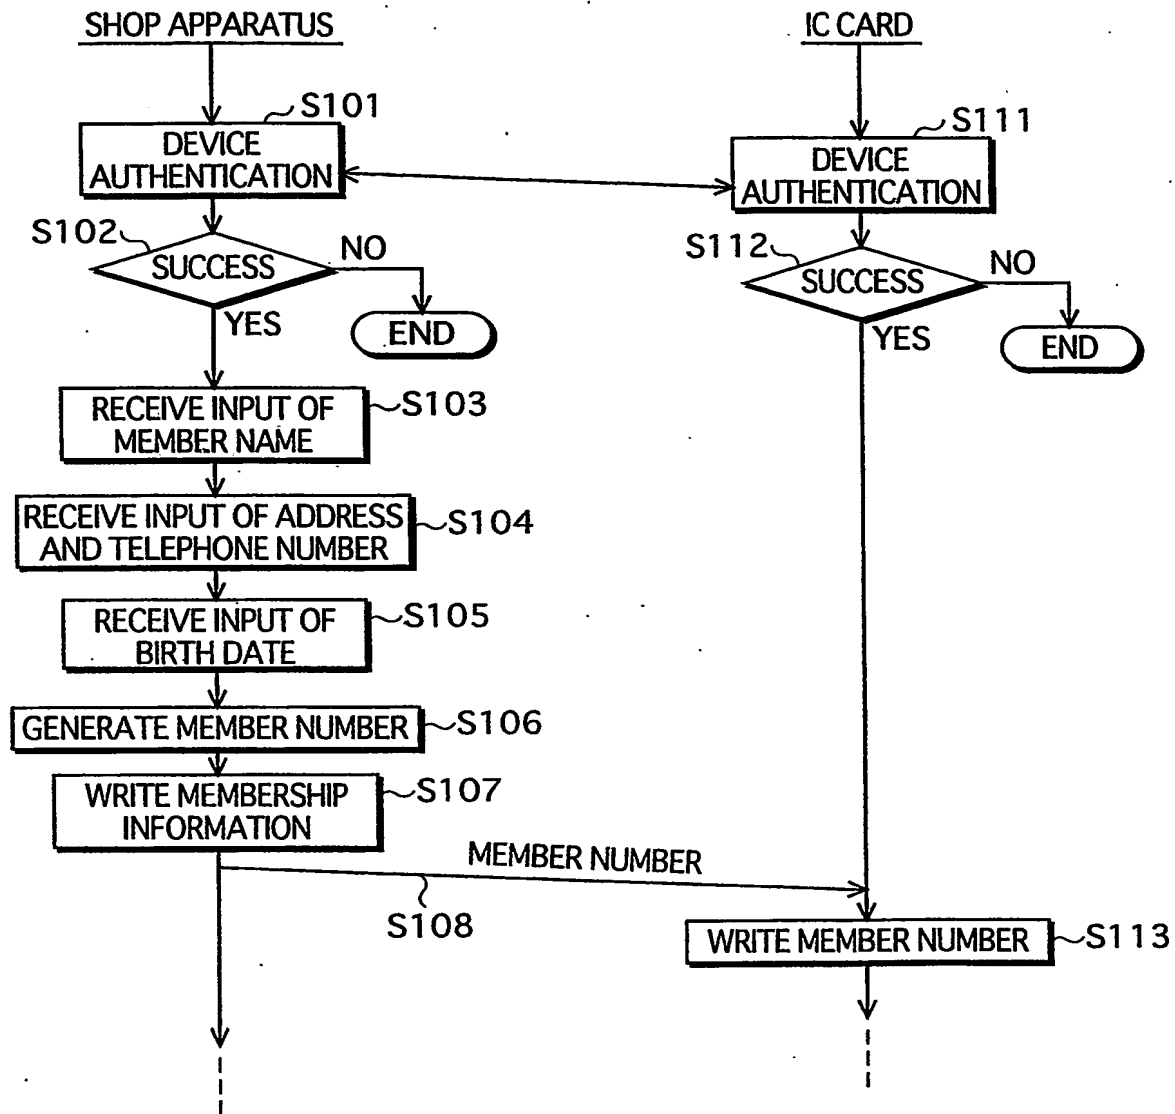 SHOP APPARATUS
IC CARD
S101
DEVICE
AUTHENTICATION
S111
DEVICE
AUTHENTICATION
S102
SUCCESS
NO
YES
END
S112
SUCCESS
NO
YES
END
RECEIVE INPUT OF
MEMBER NAME
S103
RECEIVE INPUT OF ADDRESS
AND TELEPHONE NUMBER
S104
RECEIVE INPUT OF
BIRTH DATE
S105
GENERATE MEMBER NUMBER
S106
WRITE MEMBERSHIP
INFORMATION
S107
MEMBER NUMBER
S108
WRITE MEMBER NUMBER
S113